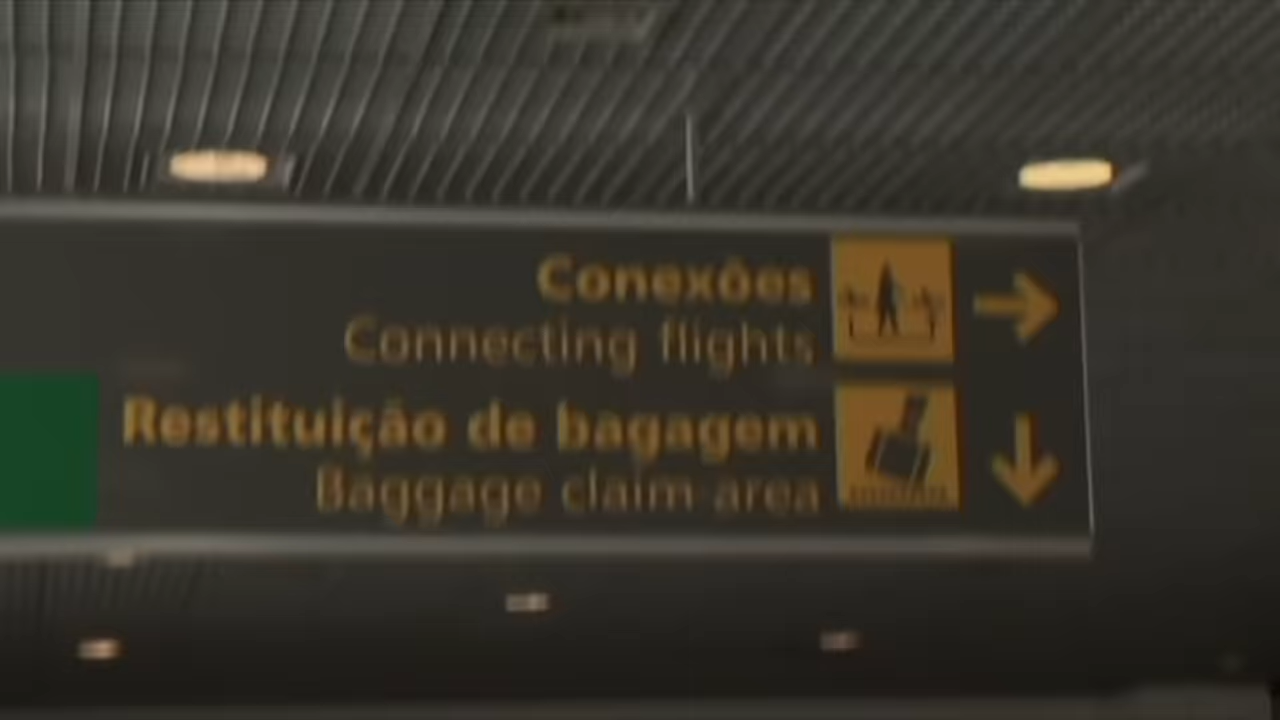 Conexões
Connecting flights
Restituição de bagagem
Baggage claim area